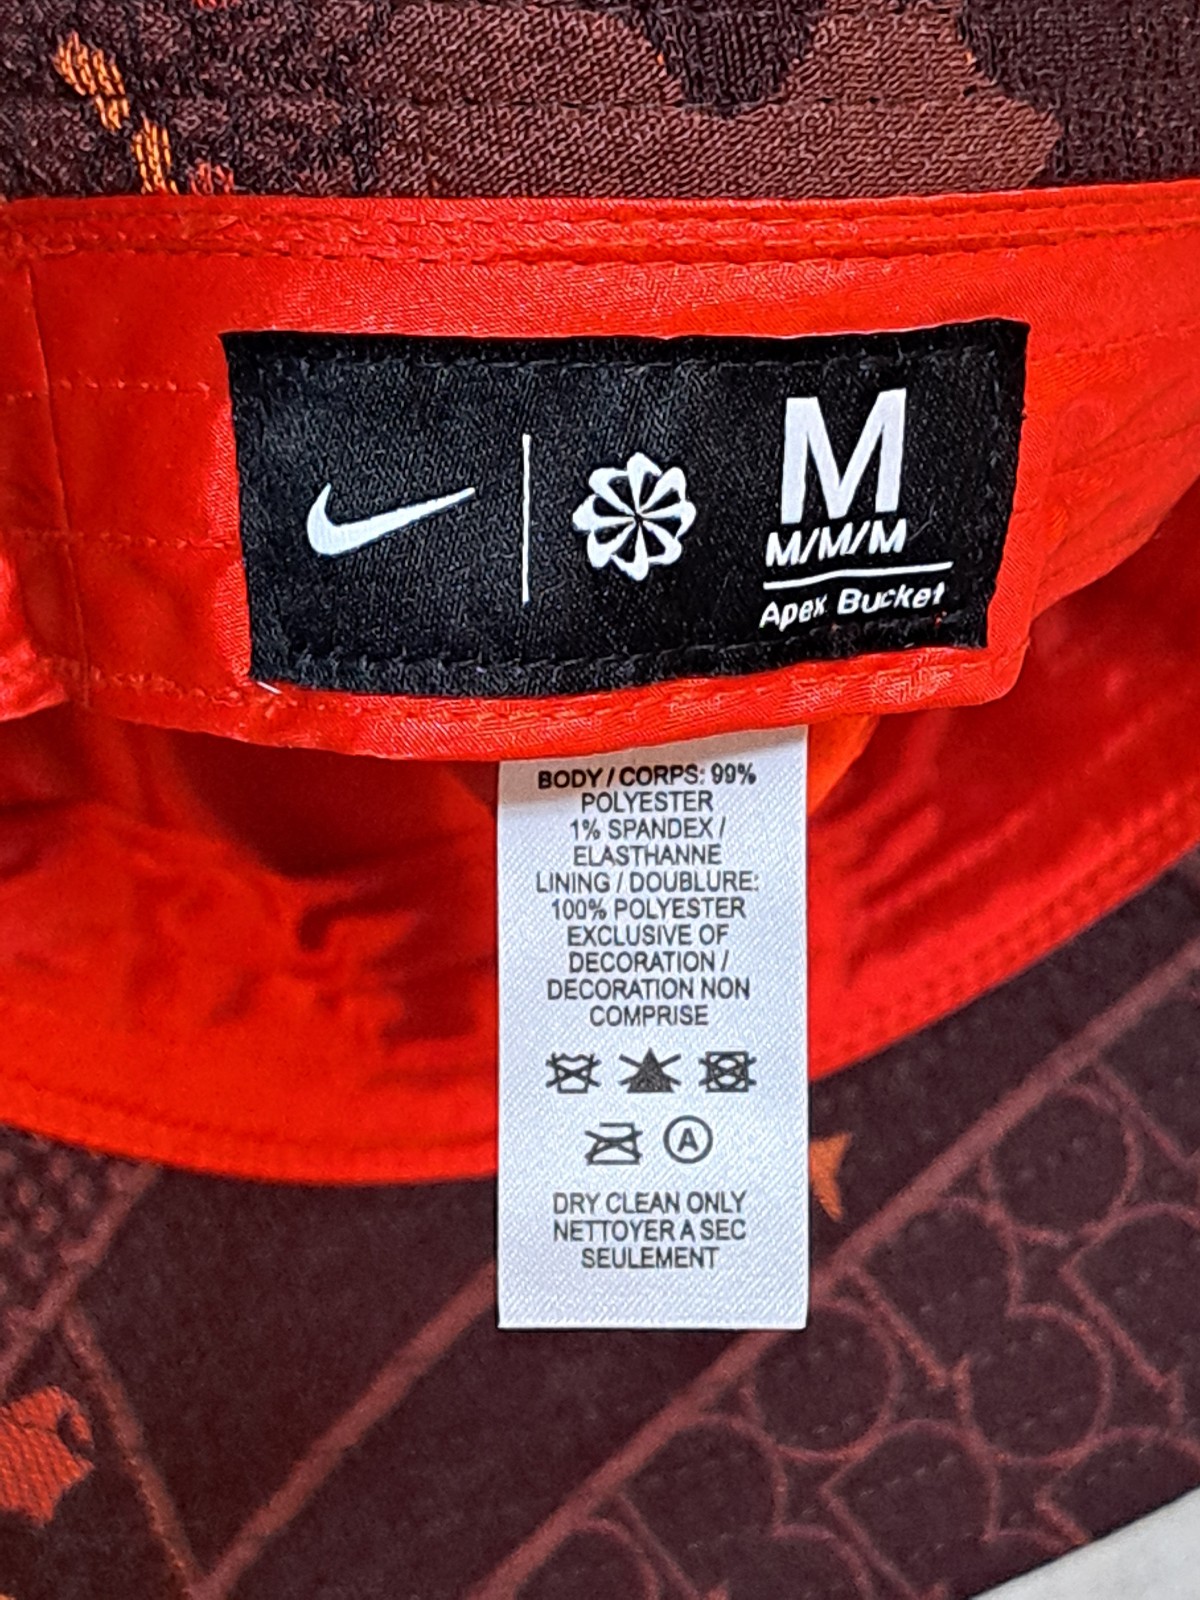 M
M/M/M
Apex Bucket
BODY / CORPS: 99%
POLYESTER
1% SPANDEX /
ELASTHANNE
LINING / DOUBLURE:
100% POLYESTER
EXCLUSIVE OF
DECORATION /
DECORATION NON
COMPRISE
A
DRY CLEAN ONLY
NETTOYER A SEC
SEULEMENT